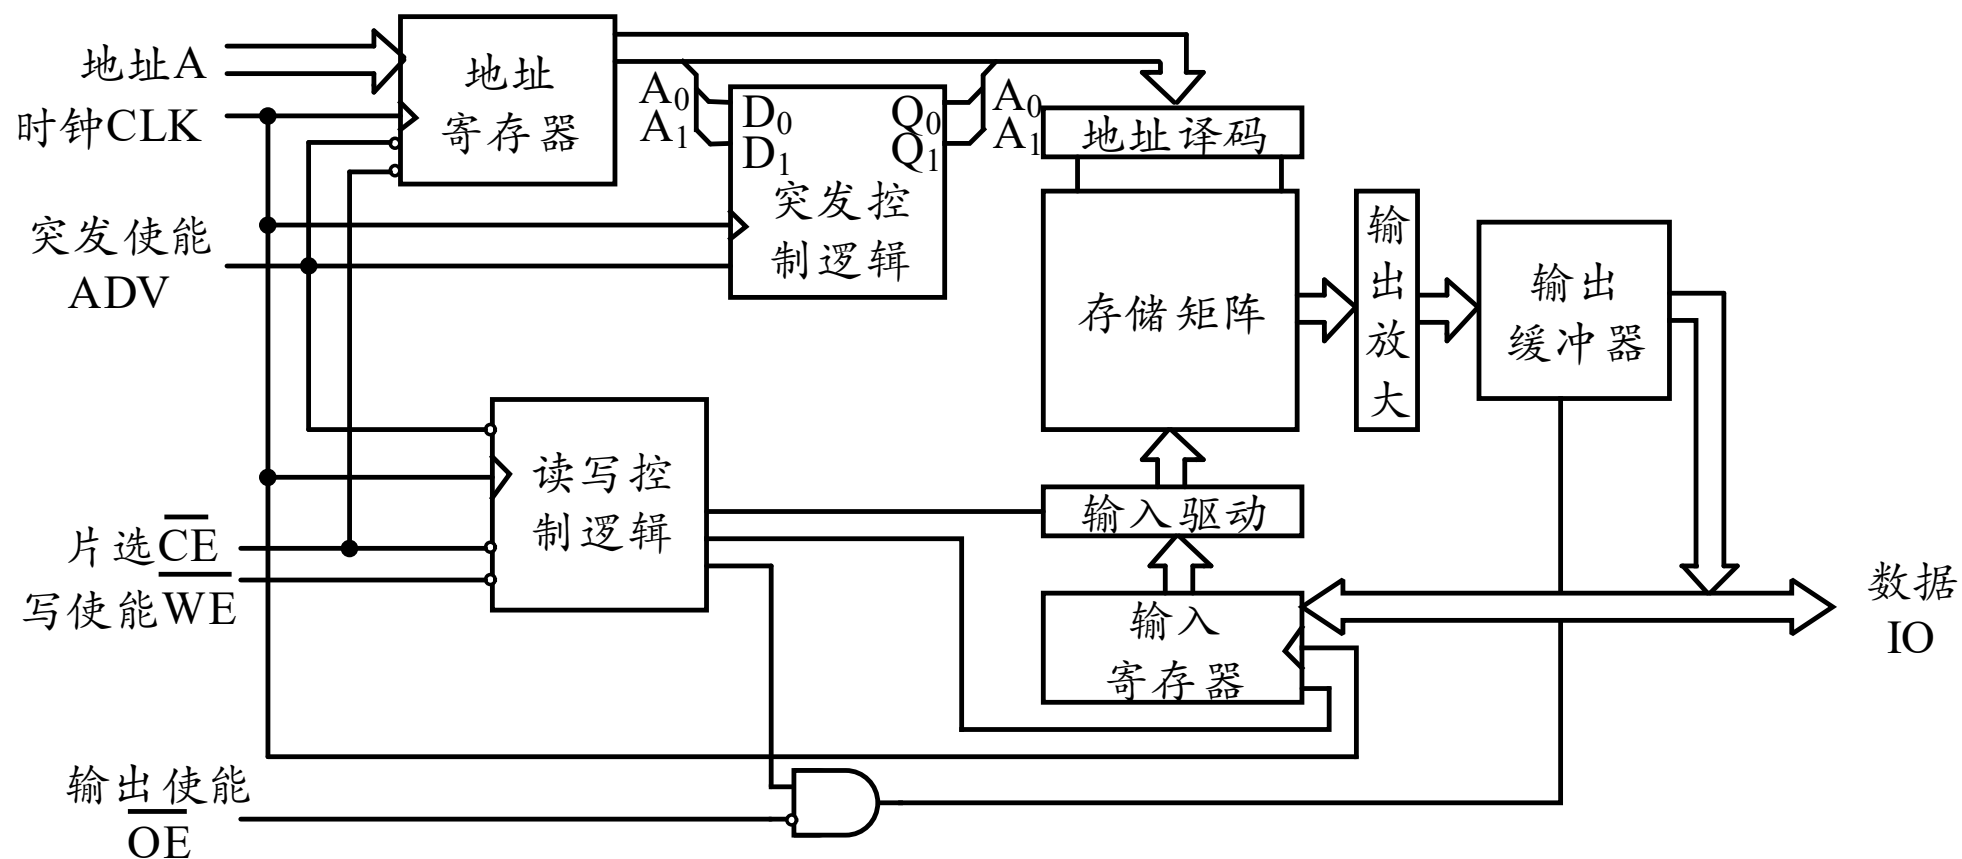 地址A
时钟CLK
突发使能
ADV
片选C̅E̅
写使能W̅E̅
输出使能
O̅E̅
地址
寄存器
A₀
A₁
D₀
D₁
Q₀
Q₁
突发控
制逻辑
A₀
A₁
地址译码
存储矩阵
输
出
放
大
输出
缓冲器
读写控
制逻辑
输入驱动
输入
寄存器
数据
IO